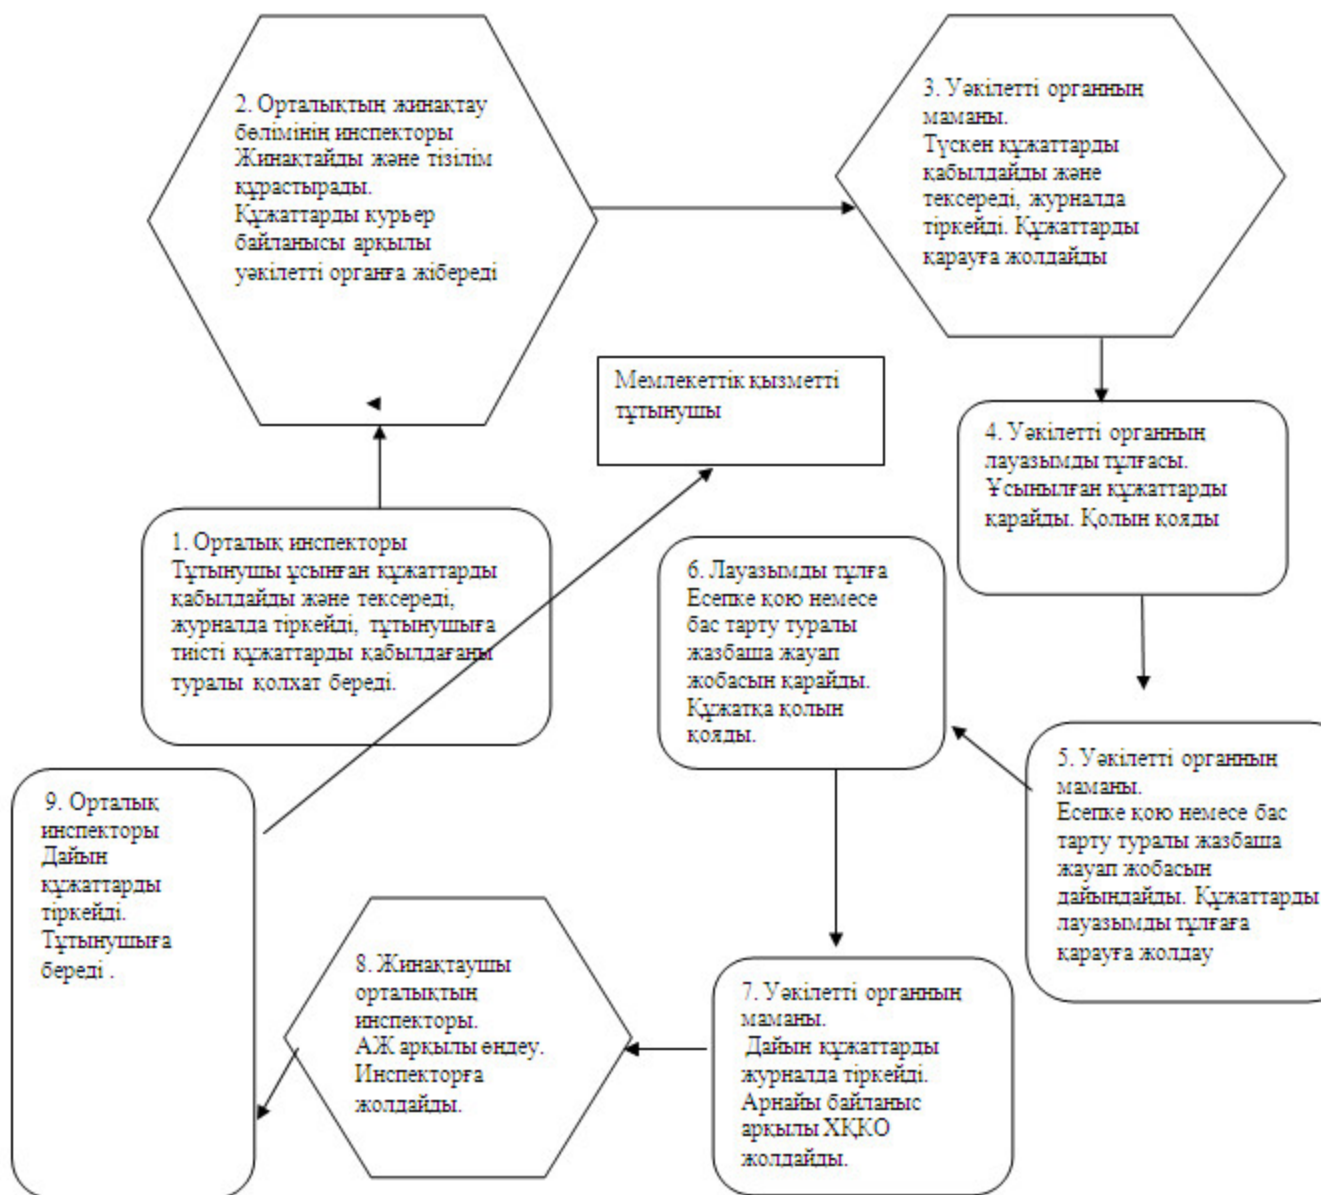 2. Орталықтың жинақтау
бөлімінің инспекторы
Жинақтайды және тізілім
құрастырады.
Құжаттарды курьер
байланысы арқылы
уәкілетті органға жібереді
3. Уәкілетті органның
маманы.
Түскен құжаттарды
қабылдайды және
тексереді, журналда
тіркейді. Құжаттарды
қарауға жолдайды
Мемлекеттік қызметті
тұтынушы
4. Уәкілетті органның
лауазымды тұлғасы.
Ұсынылған құжаттарды
қарайды. Қолын қояды
1. Орталық инспекторы
Тұтынушы ұсынған құжаттарды
қабылдайды және тексереді,
журналда тіркейді, тұтынушыға
тиісті құжаттарды қабылдағаны
туралы қолхат береді.
6. Лауазымды тұлға
Есепке қою немесе
бас тарту туралы
жазбаша жауап
жобасын қарайды.
Құжатқа қолын
қояды.
5. Уәкілетті органның
маманы.
Есепке қою немесе бас
тарту туралы жазбаша
жауап жобасын
дайындайды. Құжаттарды
лауазымды тұлғаға
қарауға жолдау
9. Орталық
инспекторы
Дайын
құжаттарды
тіркейді.
Тұтынушыға
береді .
8. Жинақтаушы
орталықтың
инспекторы.
АЖ арқылы өңдеу.
Инспекторға
жолдайды.
7. Уәкілетті органның
маманы.
Дайын құжаттарды
журналда тіркейді.
Арнайы байланыс
арқылы ХҚКО
жолдайды.